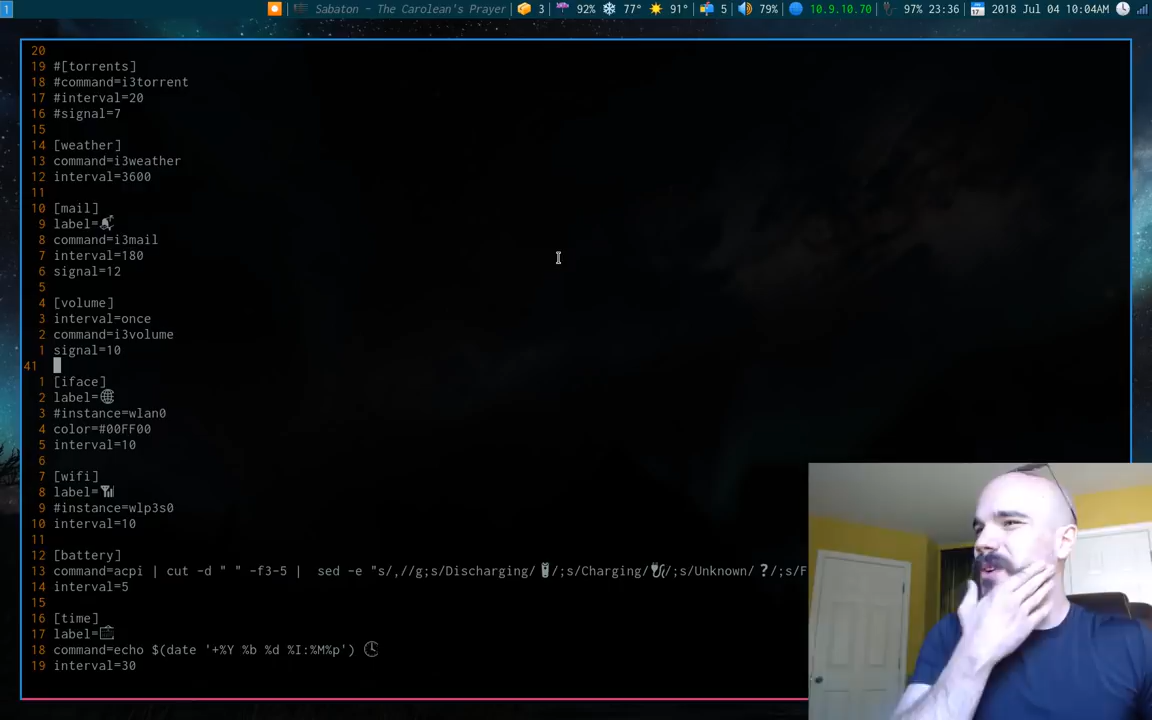 1 Sabaton - The Carolean's Prayer 3 92% 77° 91° 5 79% 10.9.10.70 97% 23:36 2018 Jul 04 10:04AM
20
19 #[torrents]
18 #command=i3torrent
17 #interval=20
16 #signal=7
15
14 [weather]
13 command=i3weather
12 interval=3600
11
10 [mail]
9 label=📬
8 command=i3mail
7 interval=180
6 signal=12
5
4 [volume]
3 interval=once
2 command=i3volume
1 signal=10
41
1 [iface]
2 label=🌐
3 #instance=wlan0
4 color=#00FF00
5 interval=10
6
7 [wifi]
8 label=📶
9 #instance=wlp3s0
10 interval=10
11
12 [battery]
13 command=acpi | cut -d " " -f3-5 |  sed -e "s/,//g;s/Discharging/🔋/;s/Charging/🔌/;s/Unknown/❓/;s/F
14 interval=5
15
16 [time]
17 label=📅
18 command=echo $(date '+%Y %b %d %I:%M%p') 🕓
19 interval=30